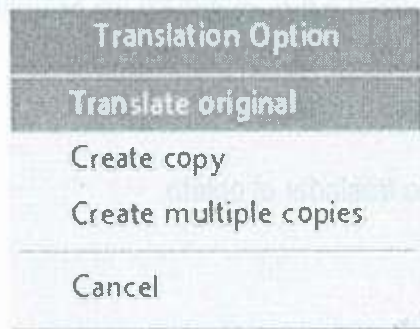 Translation Option
Translate original
Create copy
Create multiple copies
Cancel